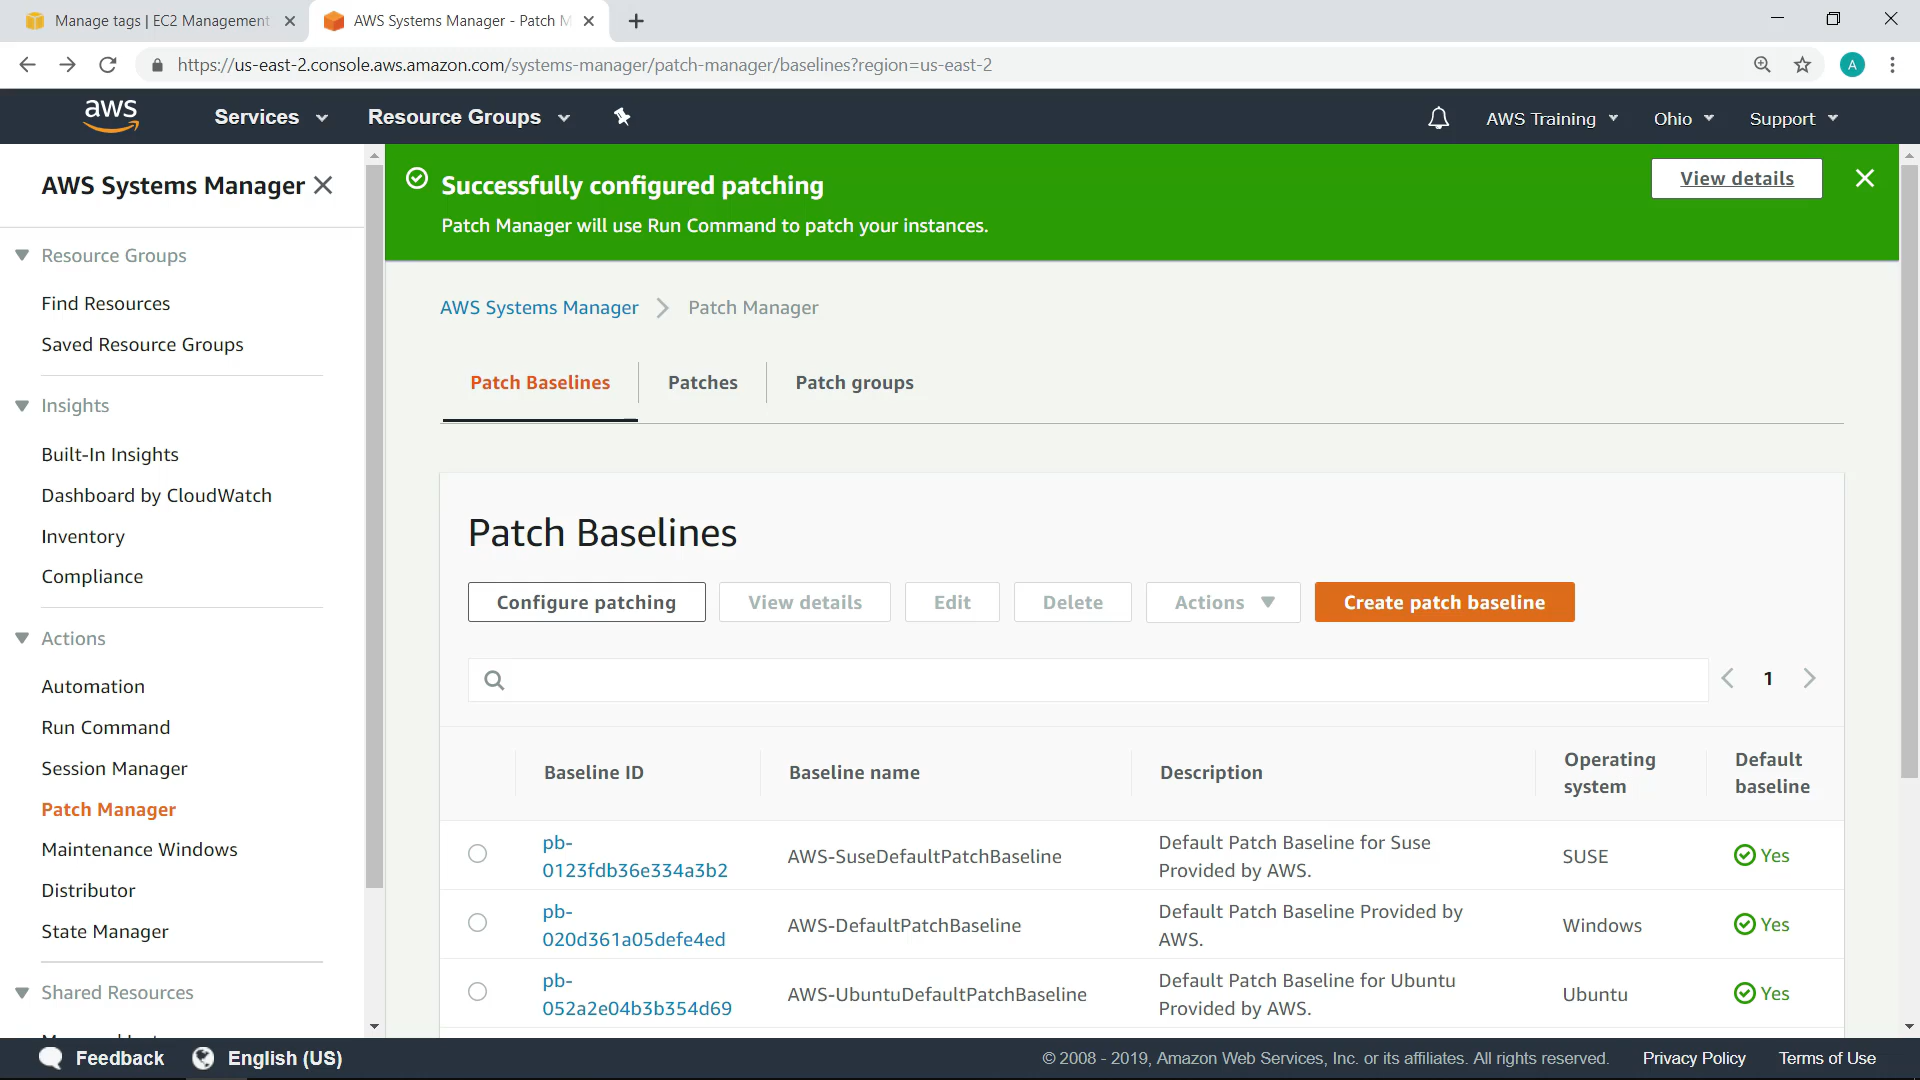 Manage tags | EC2 Management
AWS Systems Manager - Patch M
https://us-east-2.console.aws.amazon.com/systems-manager/patch-manager/baselines?region=us-east-2
A
aws
Services
Resource Groups
AWS Training
Ohio
Support
AWS Systems Manager
Resource Groups
Find Resources
Saved Resource Groups
Insights
Built-In Insights
Dashboard by CloudWatch
Inventory
Compliance
Actions
Automation
Run Command
Session Manager
Patch Manager
Maintenance Windows
Distributor
State Manager
Shared Resources
Successfully configured patching
Patch Manager will use Run Command to patch your instances.
View details
AWS Systems Manager
Patch Manager
Patch Baselines
Patches
Patch groups
Patch Baselines
Configure patching
View details
Edit
Delete
Actions
Create patch baseline
1
Baseline ID
Baseline name
Description
Operating
system
Default
baseline
pb-
0123fdb36e334a3b2
AWS-SuseDefaultPatchBaseline
Default Patch Baseline for Suse
Provided by AWS.
SUSE
Yes
pb-
020d361a05defe4ed
AWS-DefaultPatchBaseline
Default Patch Baseline Provided by
AWS.
Windows
Yes
pb-
052a2e04b3b354d69
AWS-UbuntuDefaultPatchBaseline
Default Patch Baseline for Ubuntu
Provided by AWS.
Ubuntu
Yes
Feedback
English (US)
© 2008 - 2019, Amazon Web Services, Inc. or its affiliates. All rights reserved.
Privacy Policy
Terms of Use